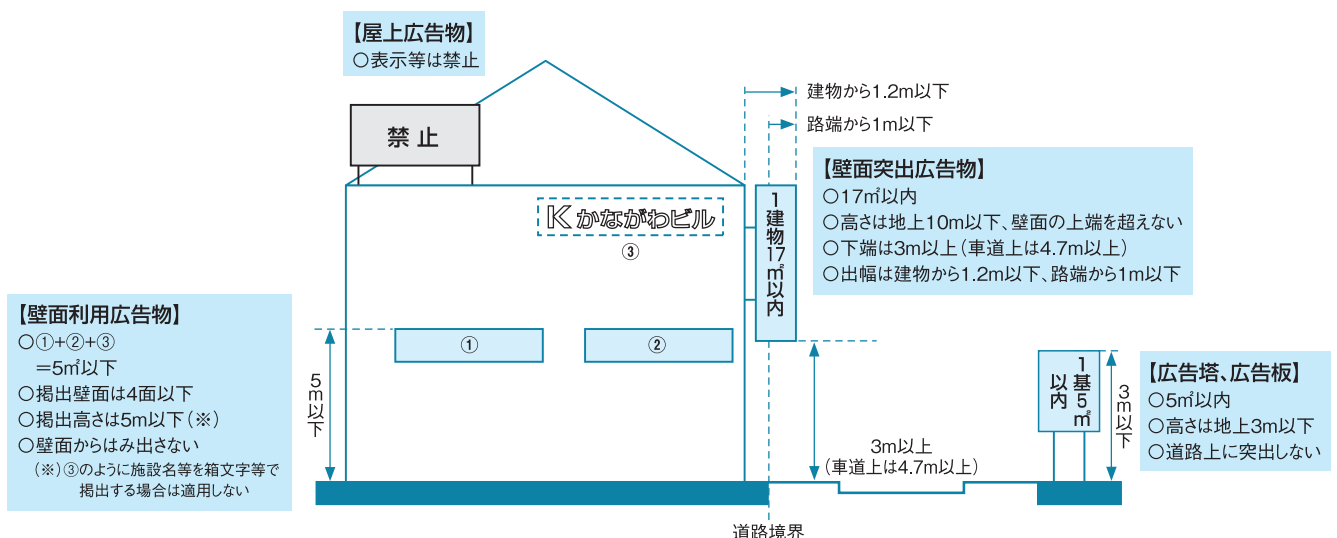 【屋上広告物】
○表示等は禁止
禁止
建物から1.2m以下
路端から1m以下
【壁面突出広告物】
○17㎡以内
○高さは地上10m以下、壁面の上端を超えない
○下端は3m以上(車道上は4.7m以上)
○出幅は建物から1.2m以下、路端から1m以下
1建物17㎡以内
K かながわビル
③
【壁面利用広告物】
○①+②+③
=5㎡以下
○掲出壁面は4面以下
○掲出高さは5m以下(※)
○壁面からはみ出さない
(※)③のように施設名等を箱文字等で
掲出する場合は適用しない
5m以下
①
②
3m以上
(車道上は4.7m以上)
1基5㎡
以内
3m以下
【広告塔、広告板】
○5㎡以内
○高さは地上3m以下
○道路上に突出しない
道路境界